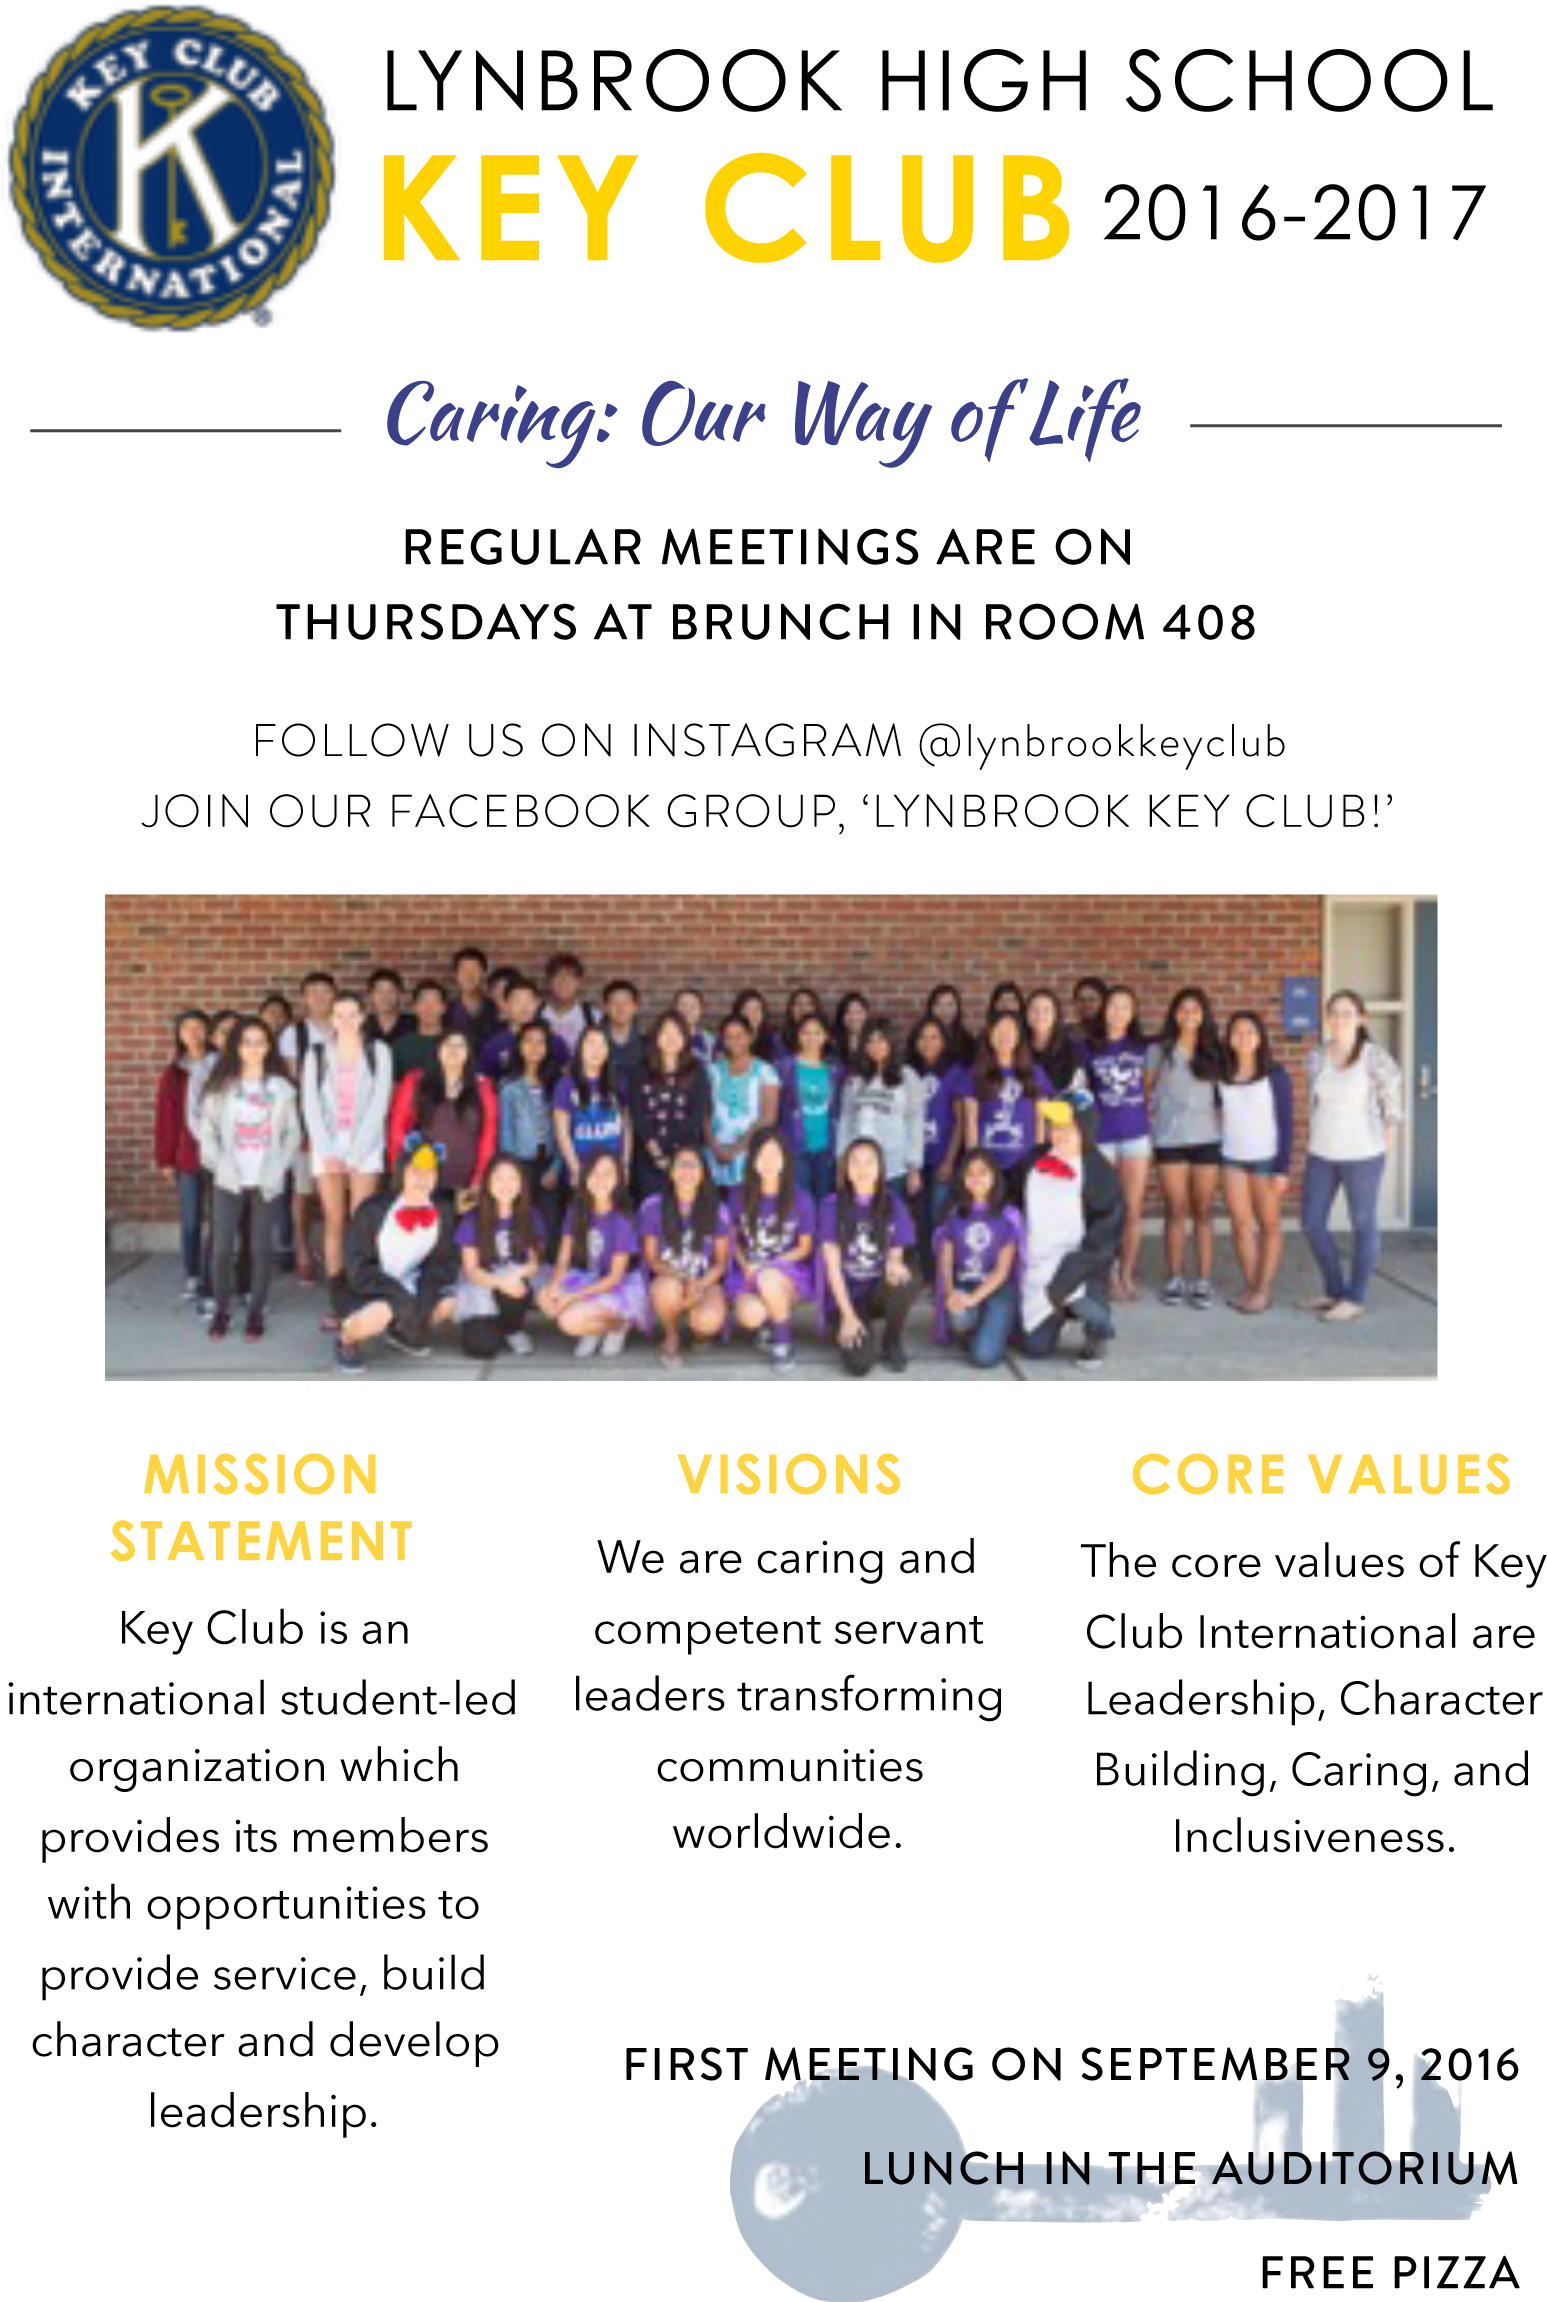 KEY CLUB
INTERNATIONAL
®
LYNBROOK HIGH SCHOOL
KEY CLUB 2016-2017
Caring: Our Way of Life
REGULAR MEETINGS ARE ON
THURSDAYS AT BRUNCH IN ROOM 408
FOLLOW US ON INSTAGRAM @lynbrookkeyclub
JOIN OUR FACEBOOK GROUP, ‘LYNBROOK KEY CLUB!’
MISSION
STATEMENT
Key Club is an
international student-led
organization which
provides its members
with opportunities to
provide service, build
character and develop
leadership.
VISIONS
We are caring and
competent servant
leaders transforming
communities
worldwide.
CORE VALUES
The core values of Key
Club International are
Leadership, Character
Building, Caring, and
Inclusiveness.
FIRST MEETING ON SEPTEMBER 9, 2016
LUNCH IN THE AUDITORIUM
FREE PIZZA